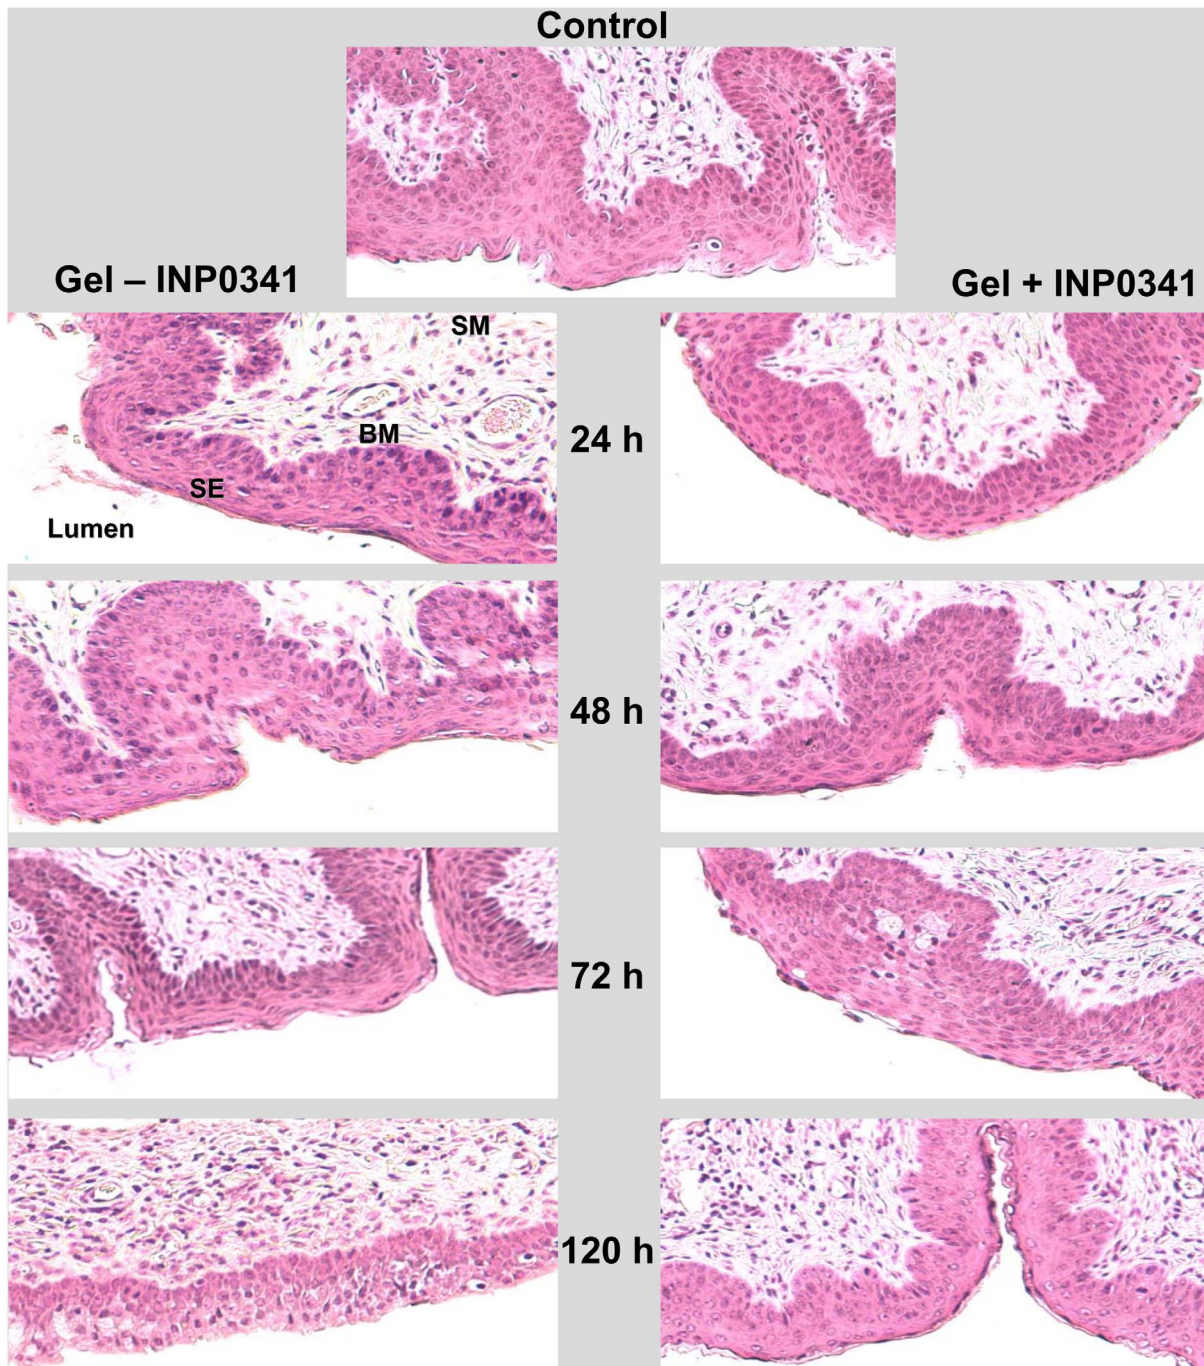 Control
Gel – INP0341
Gel + INP0341
SM
BM
SE
Lumen
24 h
48 h
72 h
120 h